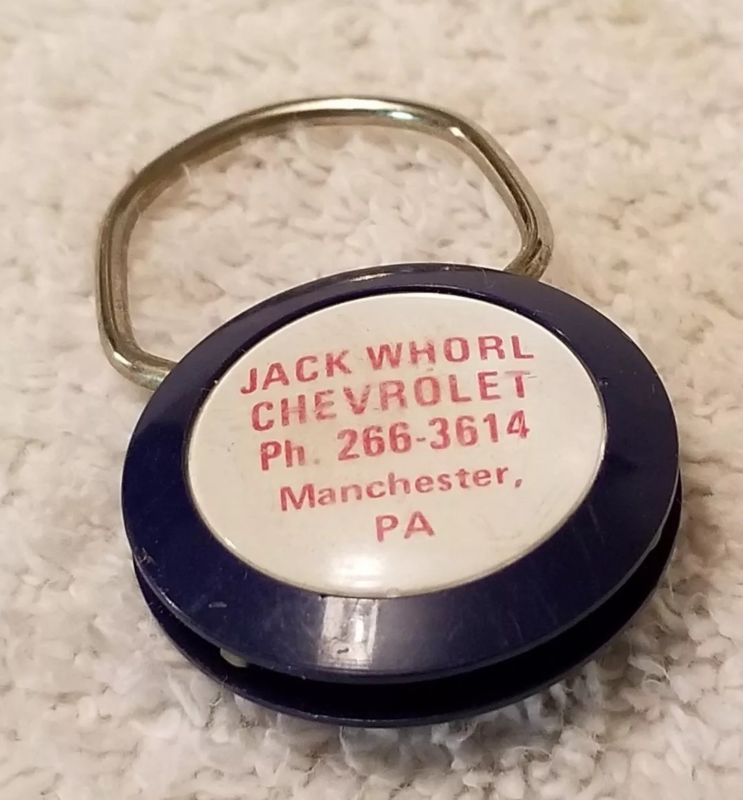 JACK WHORL
CHEVROLET
Ph. 266-3614
Manchester,
PA